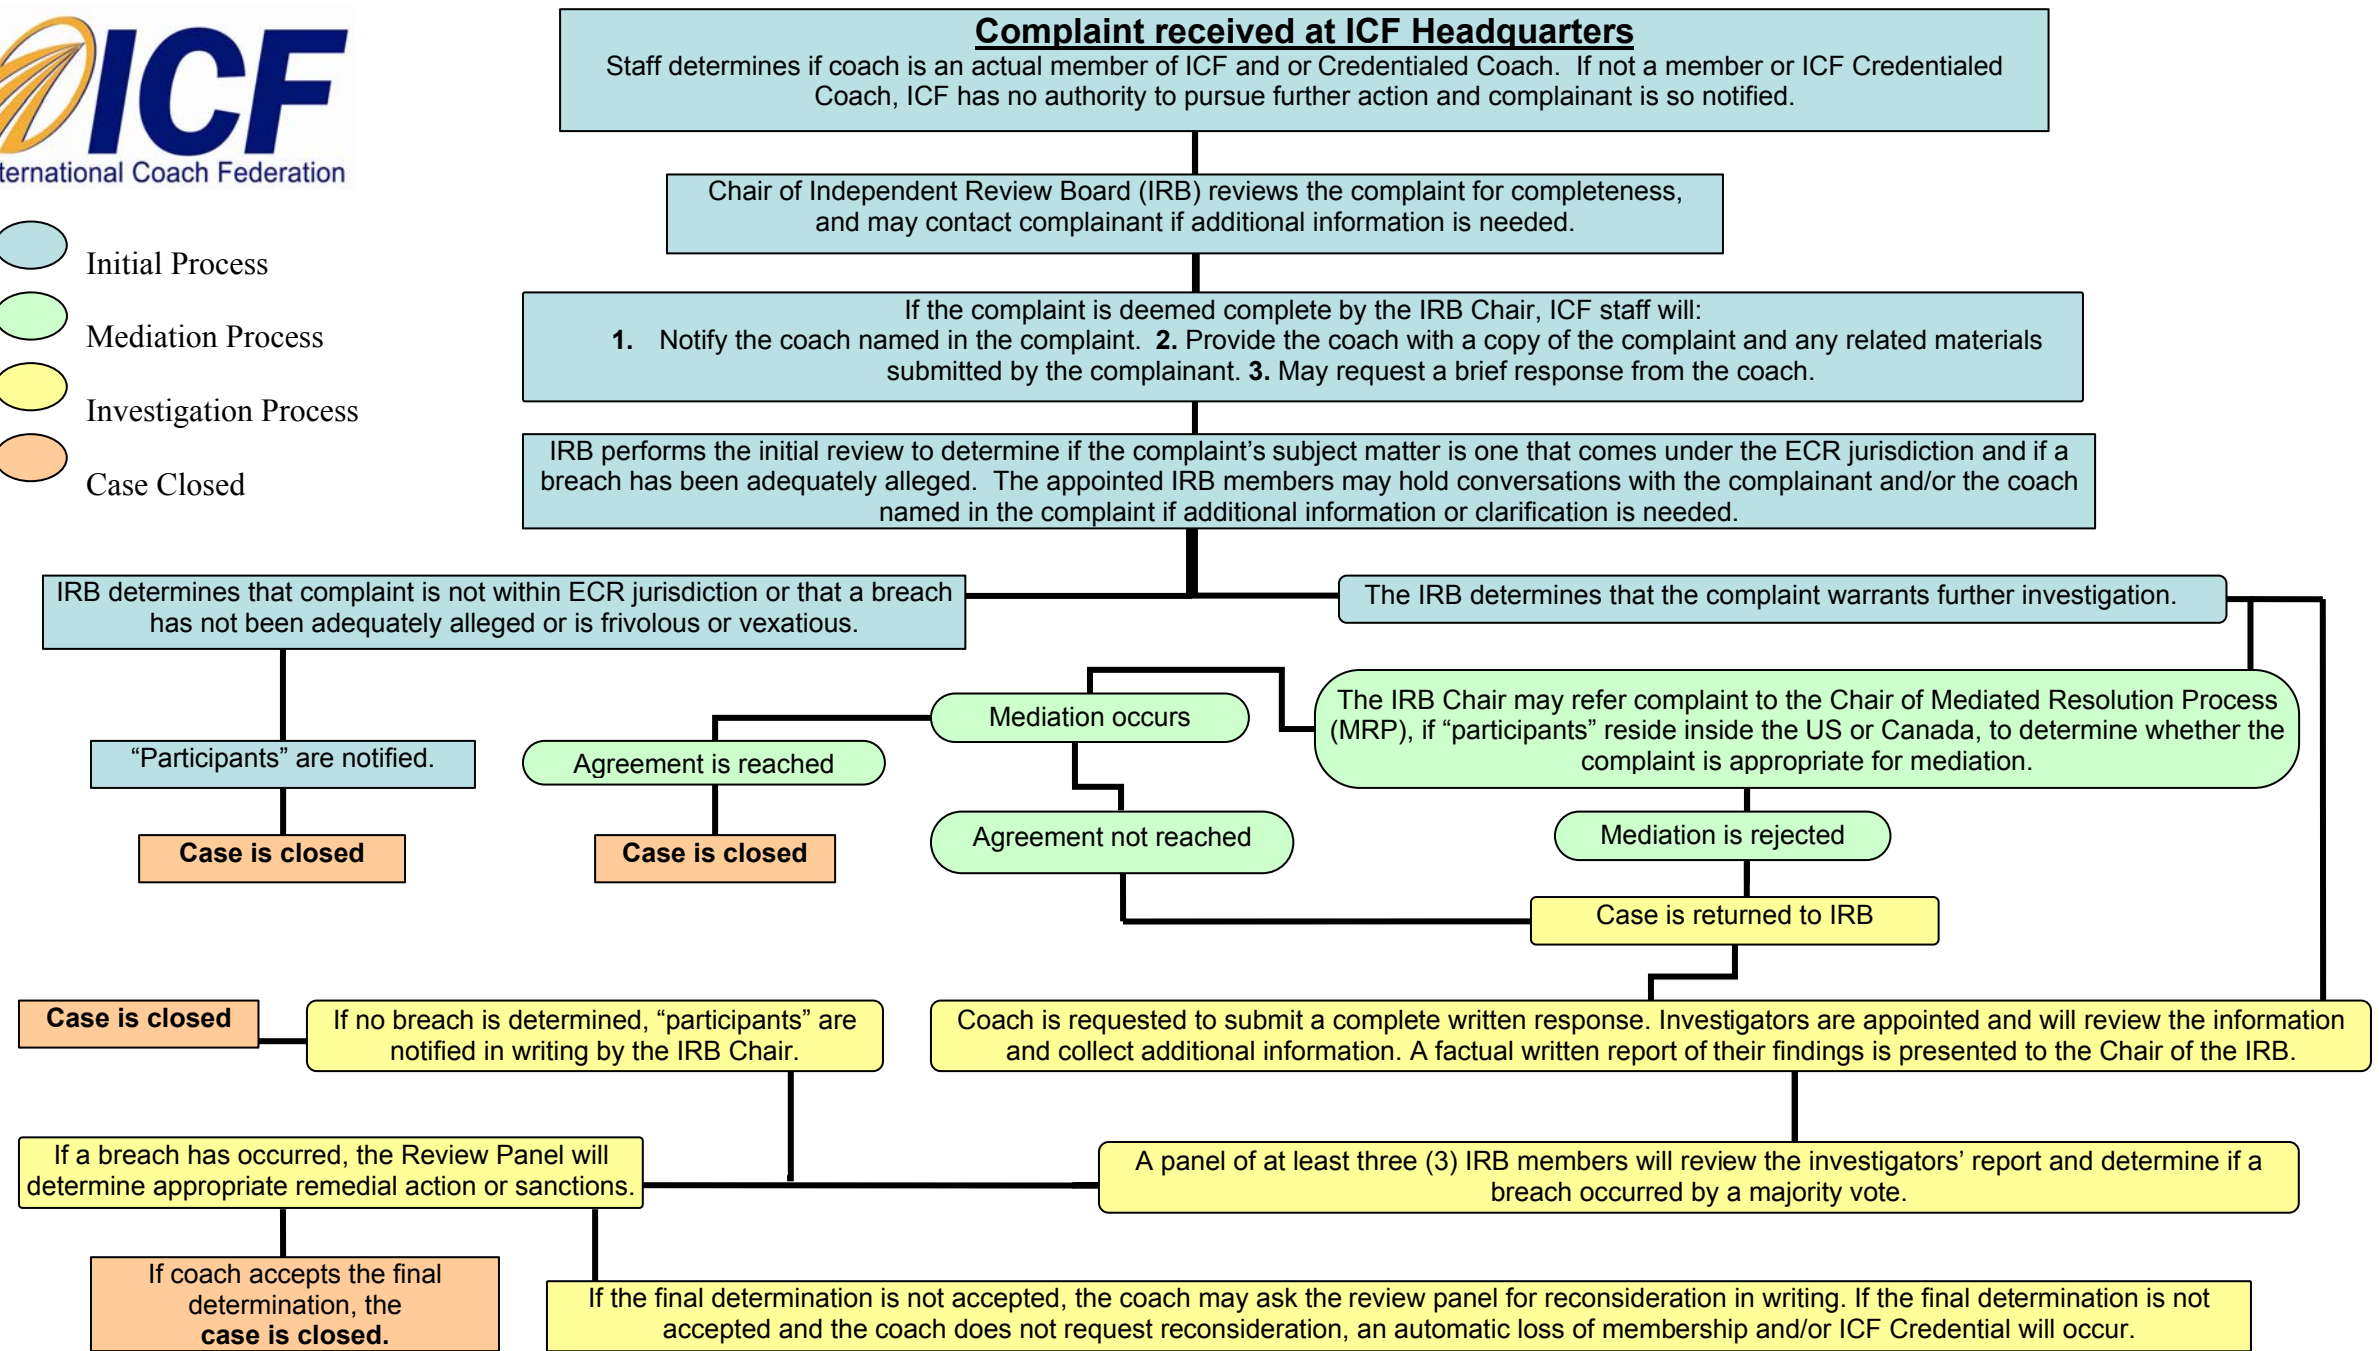 ICF
ternational Coach Federation
Initial Process
Mediation Process
Investigation Process
Case Closed
Complaint received at ICF Headquarters
Staff determines if coach is an actual member of ICF and or Credentialed Coach.  If not a member or ICF Credentialed
Coach, ICF has no authority to pursue further action and complainant is so notified.
Chair of Independent Review Board (IRB) reviews the complaint for completeness,
and may contact complainant if additional information is needed.
If the complaint is deemed complete by the IRB Chair, ICF staff will:
1. Notify the coach named in the complaint. 2. Provide the coach with a copy of the complaint and any related materials
submitted by the complainant. 3. May request a brief response from the coach.
IRB performs the initial review to determine if the complaint’s subject matter is one that comes under the ECR jurisdiction and if a
breach has been adequately alleged.  The appointed IRB members may hold conversations with the complainant and/or the coach
named in the complaint if additional information or clarification is needed.
IRB determines that complaint is not within ECR jurisdiction or that a breach
has not been adequately alleged or is frivolous or vexatious.
The IRB determines that the complaint warrants further investigation.
“Participants” are notified.
Case is closed
Mediation occurs
Agreement is reached
Case is closed
Agreement not reached
The IRB Chair may refer complaint to the Chair of Mediated Resolution Process
(MRP), if “participants” reside inside the US or Canada, to determine whether the
complaint is appropriate for mediation.
Mediation is rejected
Case is returned to IRB
Case is closed
If no breach is determined, “participants” are
notified in writing by the IRB Chair.
Coach is requested to submit a complete written response. Investigators are appointed and will review the information
and collect additional information. A factual written report of their findings is presented to the Chair of the IRB.
If a breach has occurred, the Review Panel will
determine appropriate remedial action or sanctions.
A panel of at least three (3) IRB members will review the investigators’ report and determine if a
breach occurred by a majority vote.
If coach accepts the final
determination, the
case is closed.
If the final determination is not accepted, the coach may ask the review panel for reconsideration in writing. If the final determination is not
accepted and the coach does not request reconsideration, an automatic loss of membership and/or ICF Credential will occur.